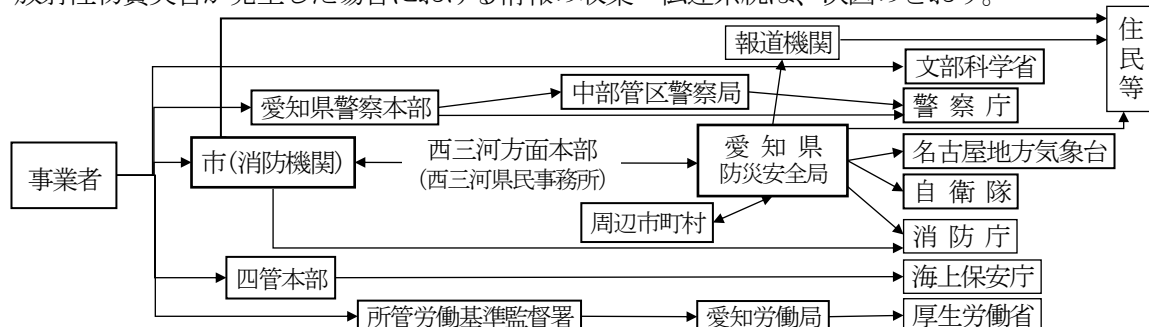 放射性物質災害が発生した場合における情報の収集・伝達系統は、次図のとおり。
住民等
報道機関
文部科学省
中部管区警察局
愛知県警察本部
警察庁
事業者
市(消防機関)
西三河方面本部
(西三河県民事務所)
愛知県
防災安全局
名古屋地方気象台
自衛隊
周辺市町村
消防庁
四管本部
海上保安庁
所管労働基準監督署
愛知労働局
厚生労働省